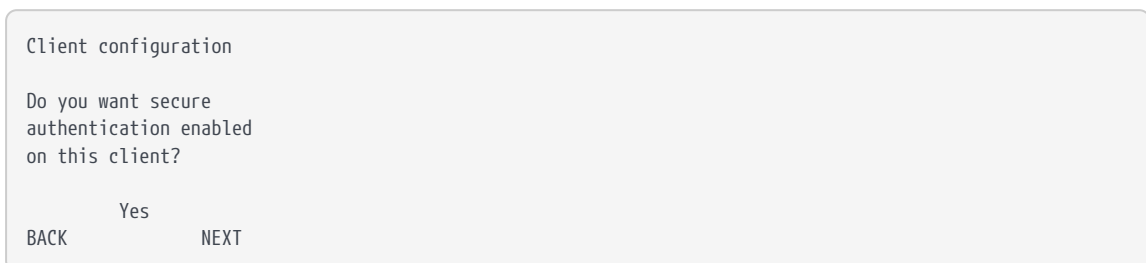 Client configuration
Do you want secure
authentication enabled
on this client?
Yes
BACK NEXT